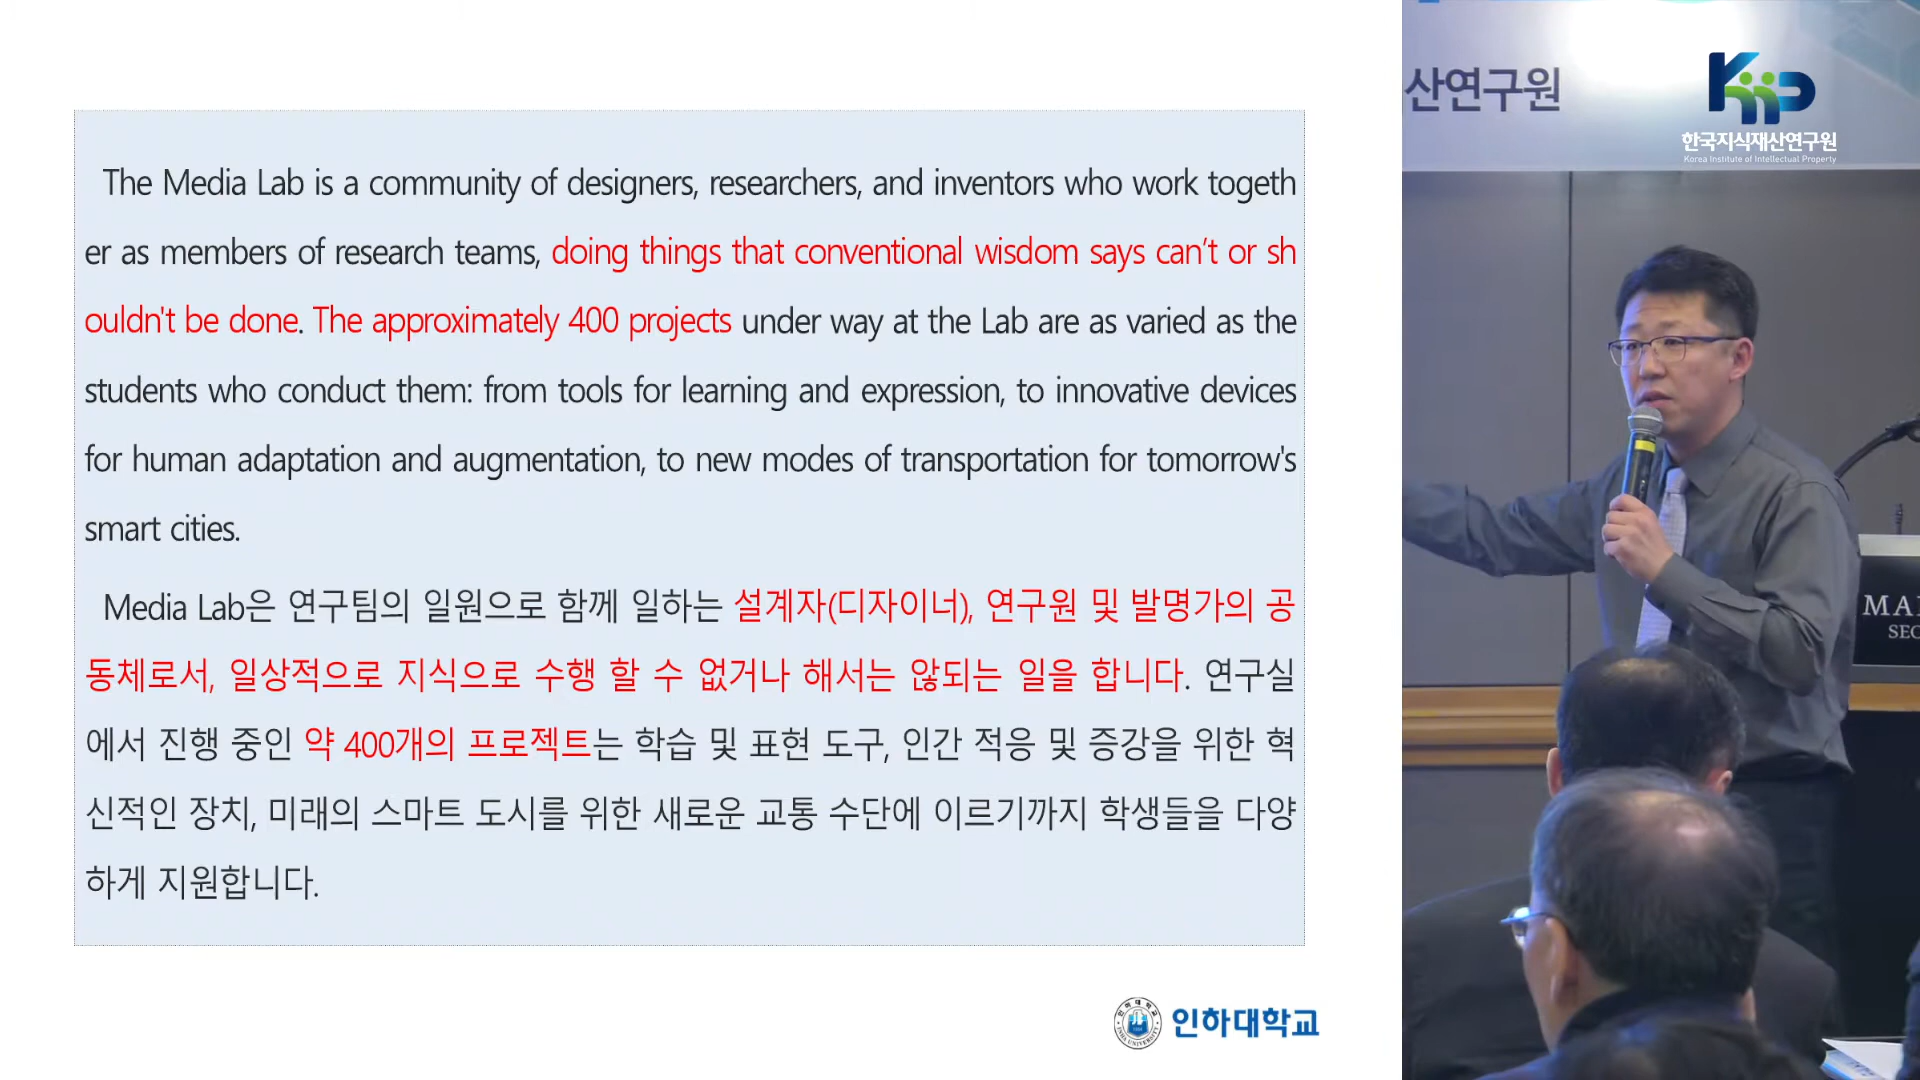 The Media Lab is a community of designers, researchers, and inventors who work togeth
er as members of research teams, doing things that conventional wisdom says can’t or sh
ouldn't be done. The approximately 400 projects under way at the Lab are as varied as the
students who conduct them: from tools for learning and expression, to innovative devices
for human adaptation and augmentation, to new modes of transportation for tomorrow's
smart cities.
Media Lab은 연구팀의 일원으로 함께 일하는 설계자(디자이너), 연구원 및 발명가의 공
동체로서, 일상적으로 지식으로 수행 할 수 없거나 해서는 않되는 일을 합니다. 연구실
에서 진행 중인 약 400개의 프로젝트는 학습 및 표현 도구, 인간 적응 및 증강을 위한 혁
신적인 장치, 미래의 스마트 도시를 위한 새로운 교통 수단에 이르기까지 학생들을 다양
하게 지원합니다.
인하대학교
산연구원
KIIP
한국지식재산연구원
Korea Institute of Intellectual Property
MA
SEO